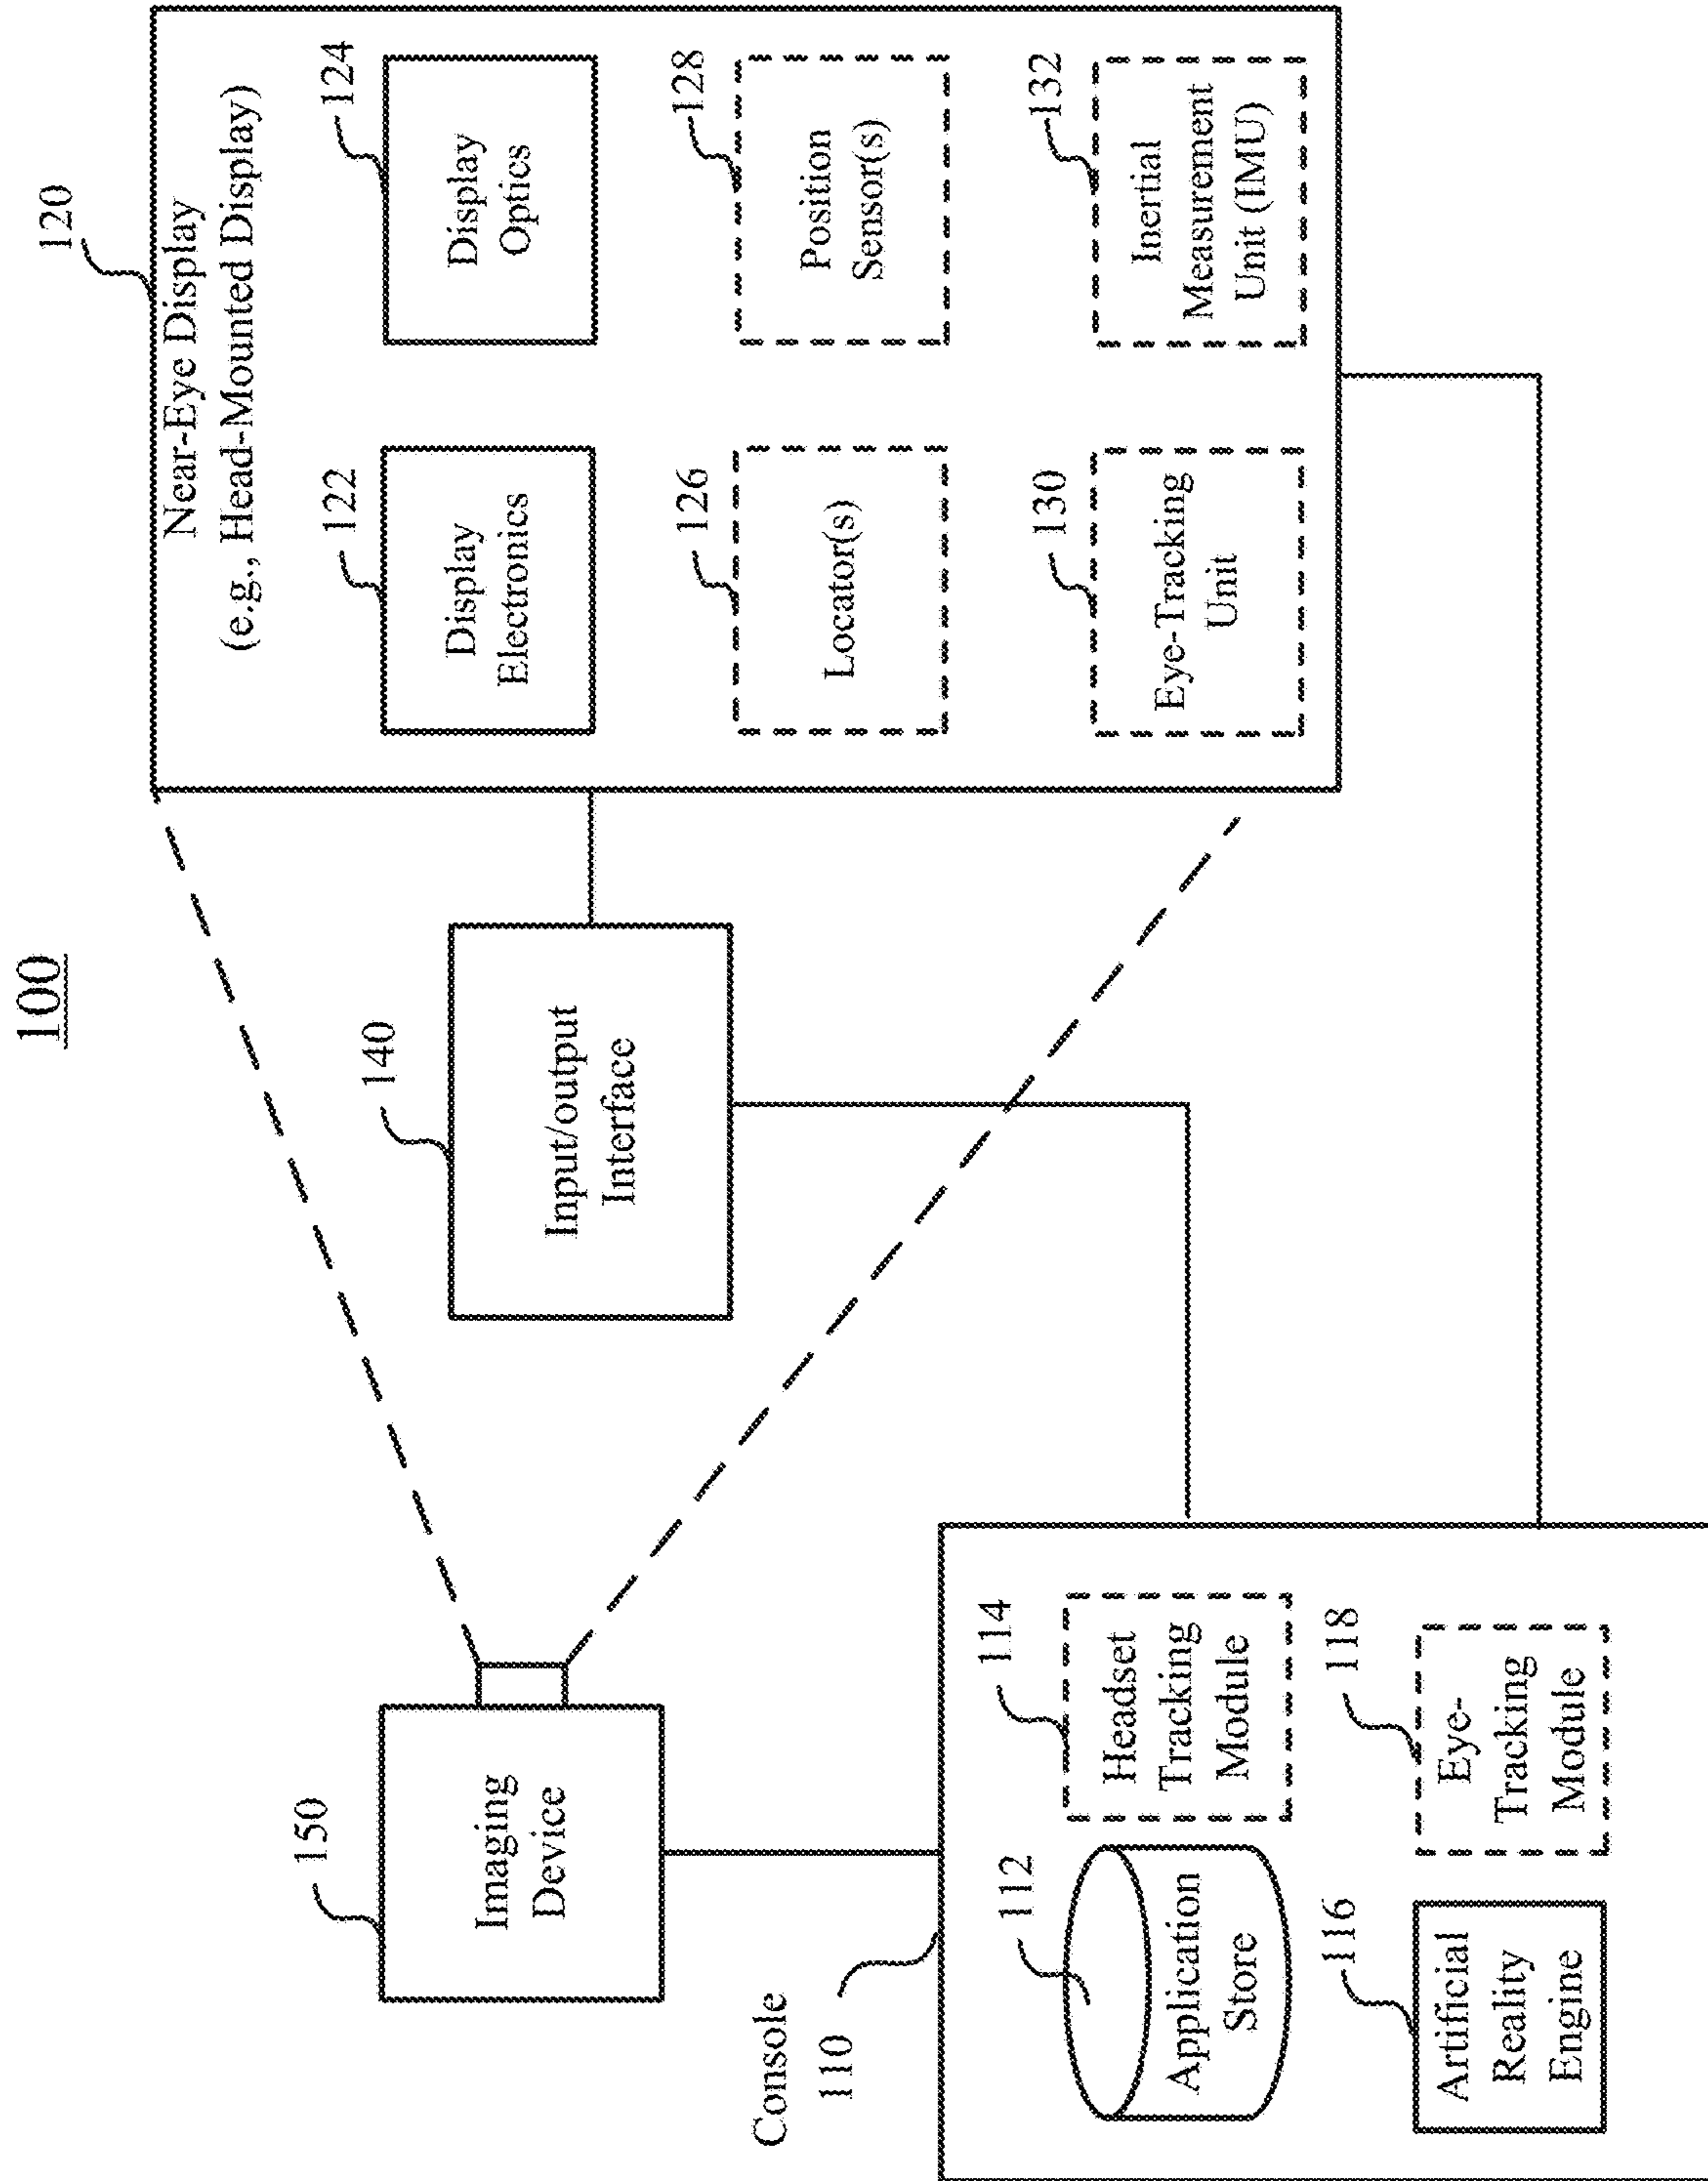 100
120
Near-Eye Display
(e.g., Head-Mounted Display)
122
Display
Electronics
124
Display
Optics
126
Locator(s)
128
Position
Sensor(s)
130
Eye-Tracking
Unit
132
Inertial
Measurement
Unit (IMU)
140
Input/output
Interface
150
Imaging
Device
Console
110
112
Application
Store
114
Headset
Tracking
Module
116
Artificial
Reality
Engine
118
Eye-
Tracking
Module